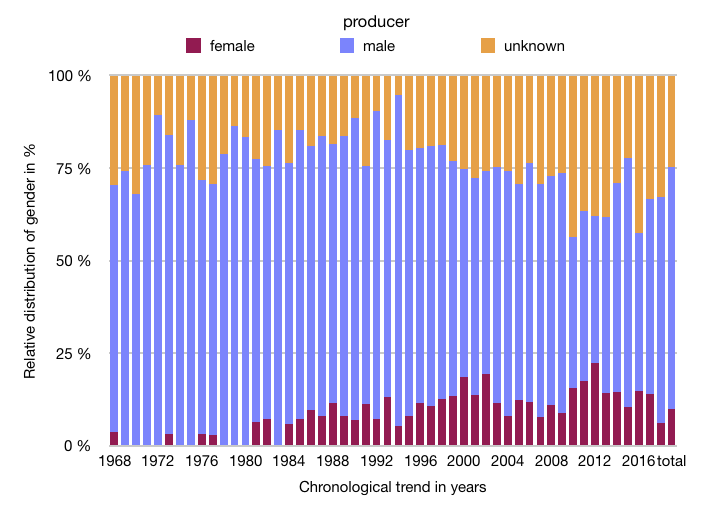 producer
female male unknown
100 %
75 %
50 %
25 %
0 %
Relative distribution of gender in %
1968 1972 1976 1980 1984 1988 1992 1996 2000 2004 2008 2012 2016 total
Chronological trend in years